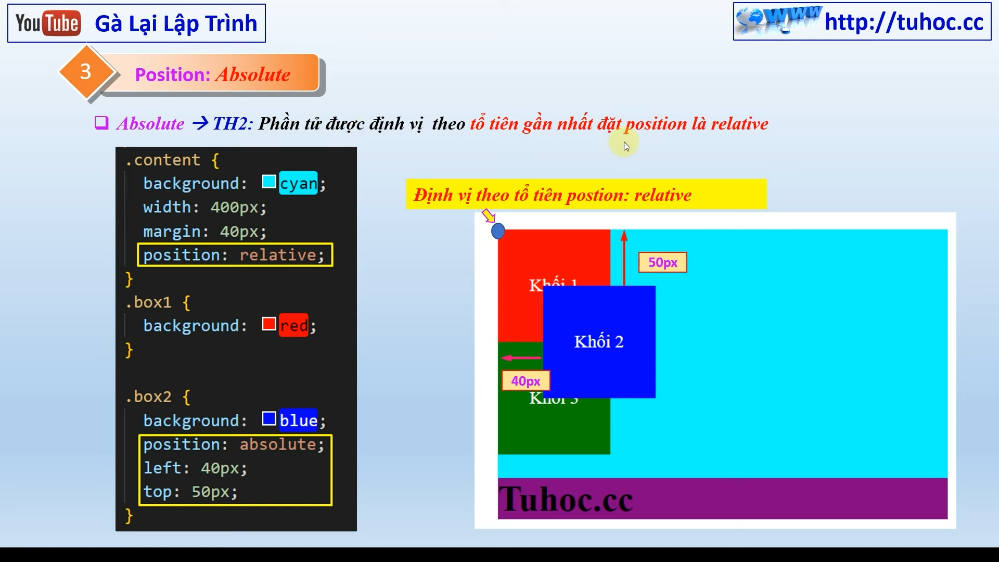 YouTube Gà Lại Lập Trình
http://tuhoc.cc
3 Position: Absolute
Absolute → TH2: Phần tử được định vị theo tổ tiên gần nhất đặt position là relative
.content {
background: cyan;
width: 400px;
margin: 40px;
position: relative;
}
.box1 {
background: red;
}
.box2 {
background: blue;
position: absolute;
left: 40px;
top: 50px;
}
Định vị theo tổ tiên postion: relative
50px
Khối 1
Khối 2
40px
Khối 3
Tuhoc.cc